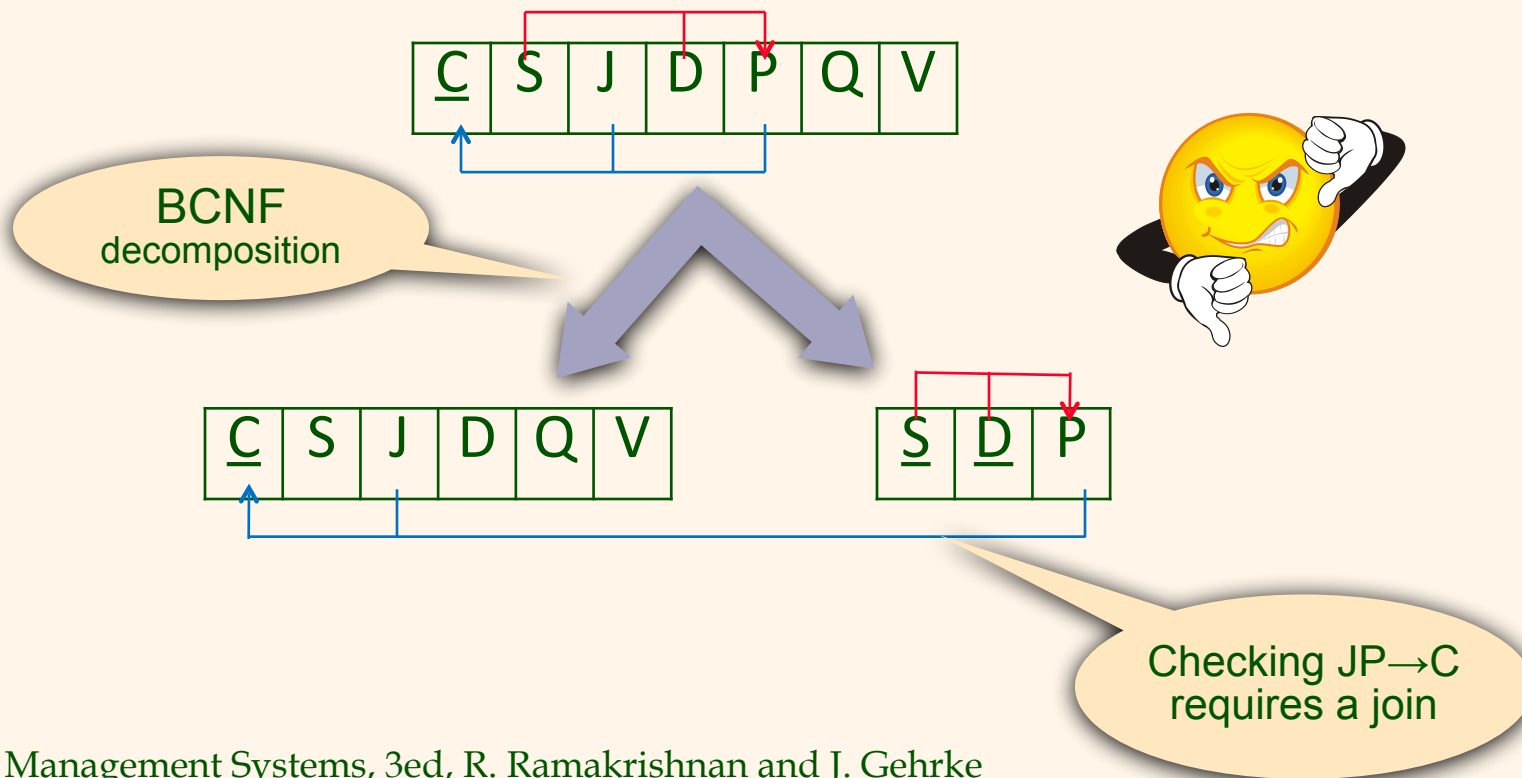 C S J D P Q V
BCNF
decomposition
C S J D Q V
S D P
Checking JP→C
requires a join
Management Systems, 3ed, R. Ramakrishnan and J. Gehrke